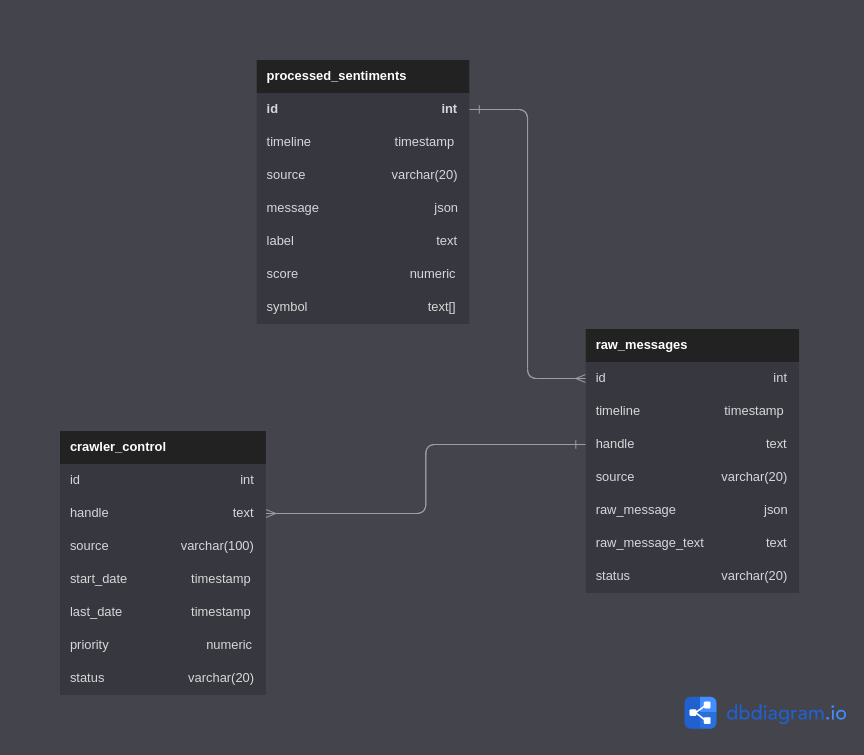 processed_sentiments
id int
timeline timestamp
source varchar(20)
message json
label text
score numeric
symbol text[]
raw_messages
id int
timeline timestamp
handle text
source varchar(20)
raw_message json
raw_message_text text
status varchar(20)
crawler_control
id int
handle text
source varchar(100)
start_date timestamp
last_date timestamp
priority numeric
status varchar(20)
dbdiagram.io